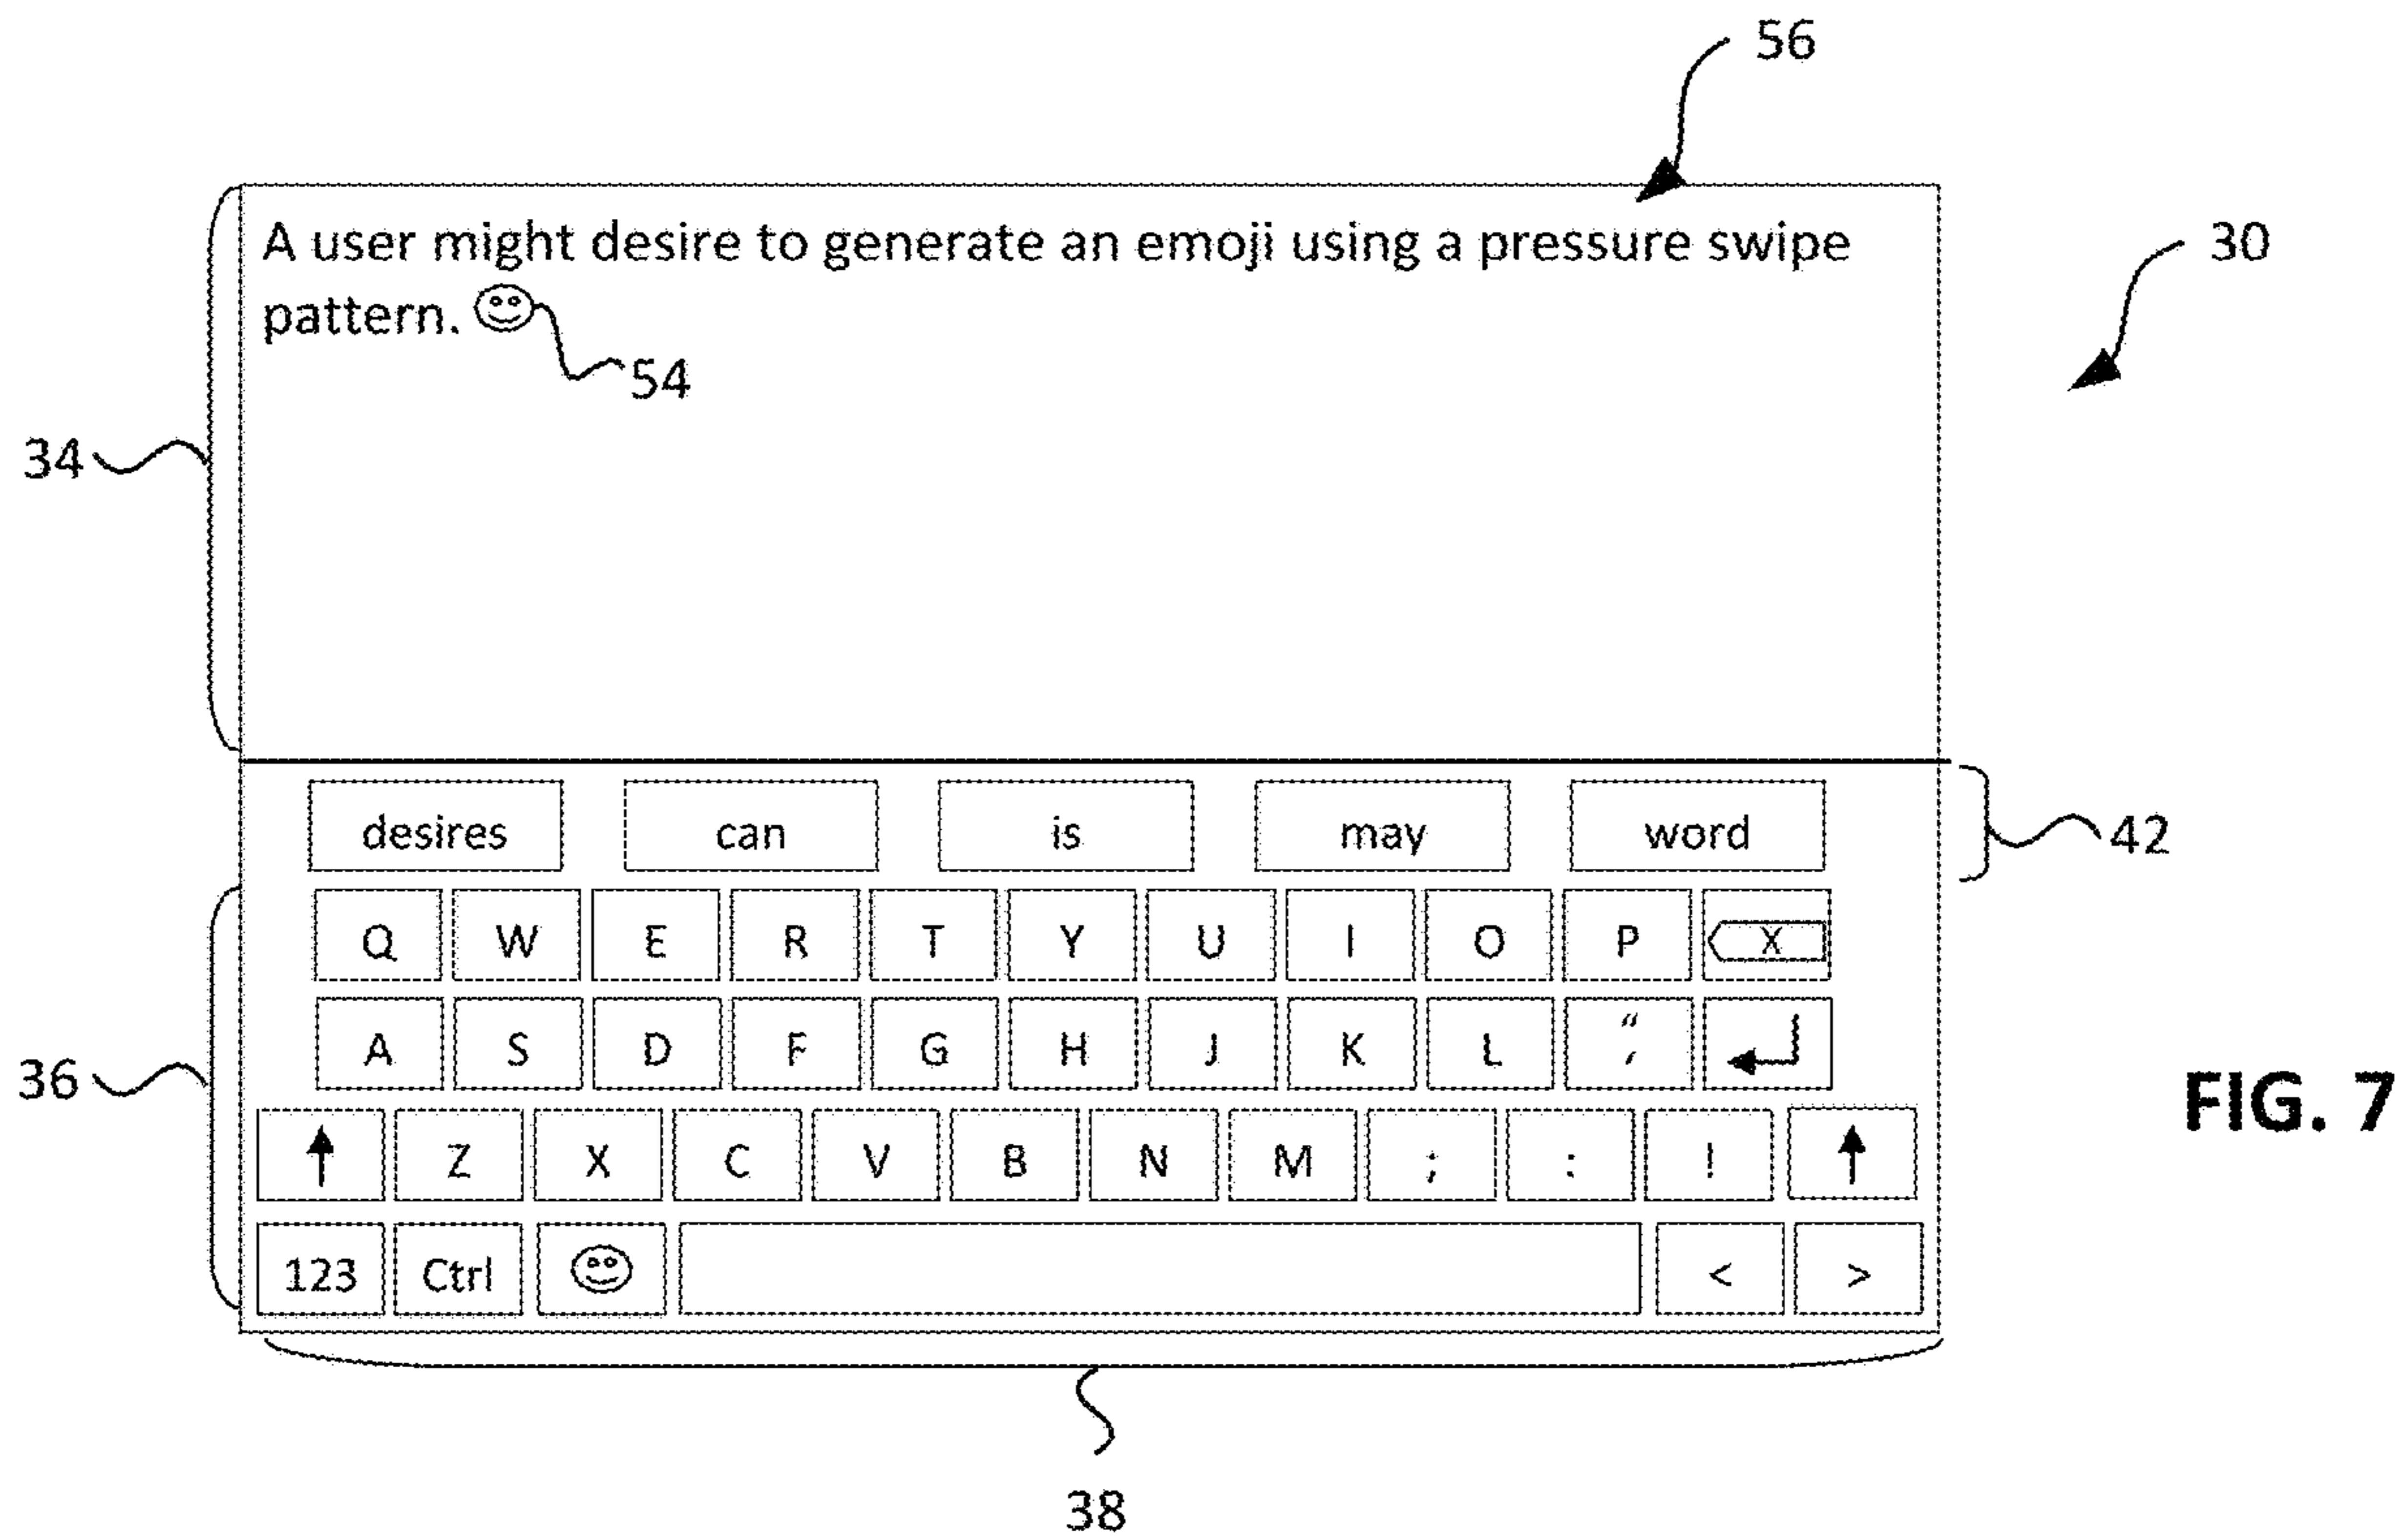 56
A user might desire to generate an emoji using a pressure swipe
30
pattern.
54
34
desires can is may word
42
Q W E R T Y U I O P X
A S D F G H J K L “ ‘
36
FIG. 7
Z X C V B N M ; : !
123 Ctrl < >
38